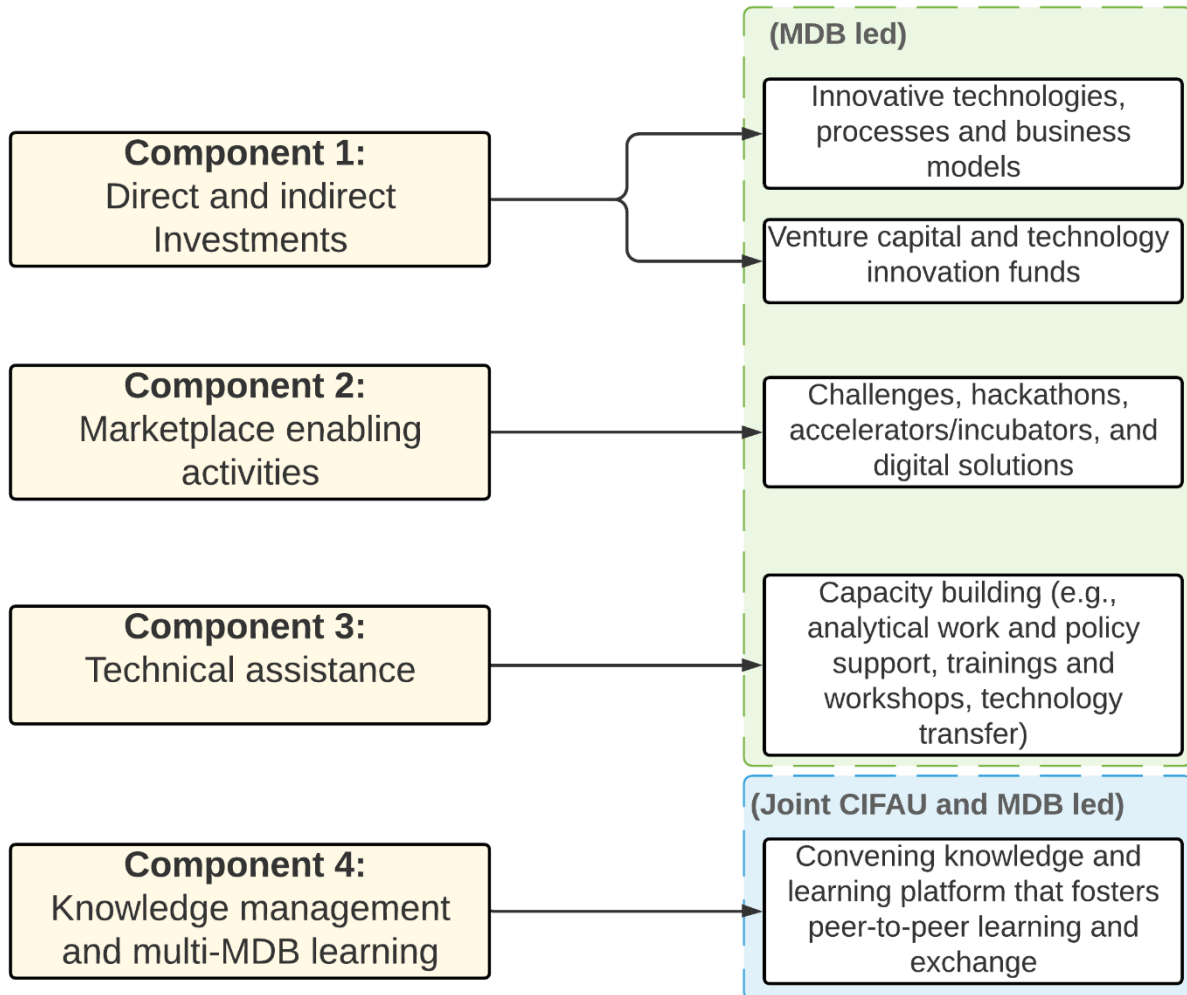 (MDB led)
Component 1:
Direct and indirect
Investments
Innovative technologies,
processes and business
models
Venture capital and technology
innovation funds
Component 2:
Marketplace enabling
activities
Challenges, hackathons,
accelerators/incubators, and
digital solutions
Component 3:
Technical assistance
Capacity building (e.g.,
analytical work and policy
support, trainings and
workshops, technology
transfer)
(Joint CIFAU and MDB led)
Component 4:
Knowledge management
and multi-MDB learning
Convening knowledge and
learning platform that fosters
peer-to-peer learning and
exchange